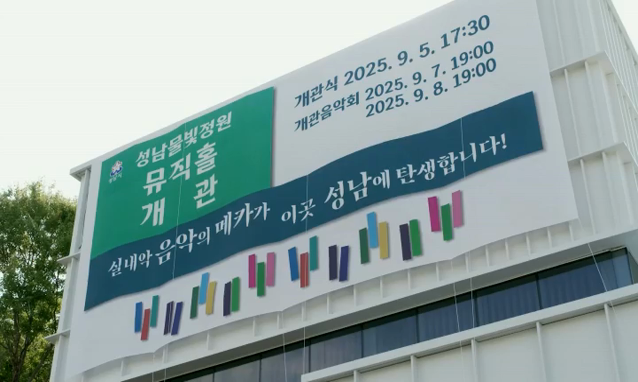 성남물빛정원
뮤직홀
개관
개관식 2025. 9. 5. 17:30
개관음악회 2025. 9. 7. 19:00
2025. 9. 8. 19:00
실내악 음악의 메카가 이곳 성남에 탄생합니다!